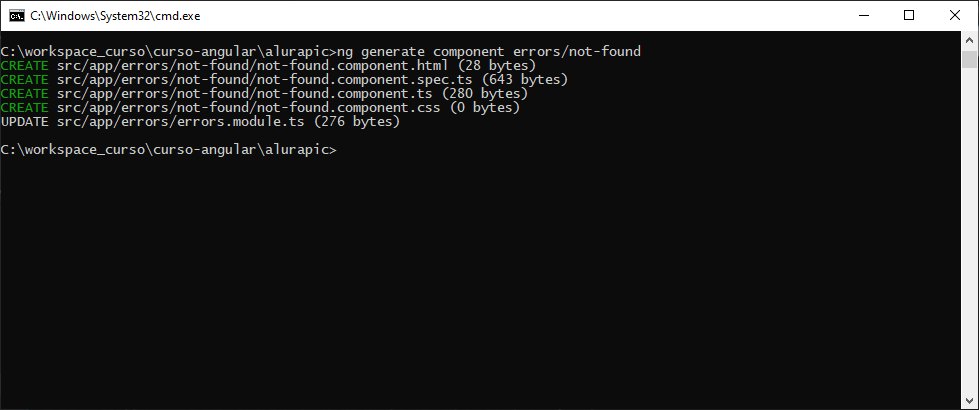 C:\Windows\System32\cmd.exe
C:\workspace_curso\curso-angular\alurapic>ng generate component errors/not-found
CREATE src/app/errors/not-found/not-found.component.html (28 bytes)
CREATE src/app/errors/not-found/not-found.component.spec.ts (643 bytes)
CREATE src/app/errors/not-found/not-found.component.ts (280 bytes)
CREATE src/app/errors/not-found/not-found.component.css (0 bytes)
UPDATE src/app/errors/errors.module.ts (276 bytes)
C:\workspace_curso\curso-angular\alurapic>